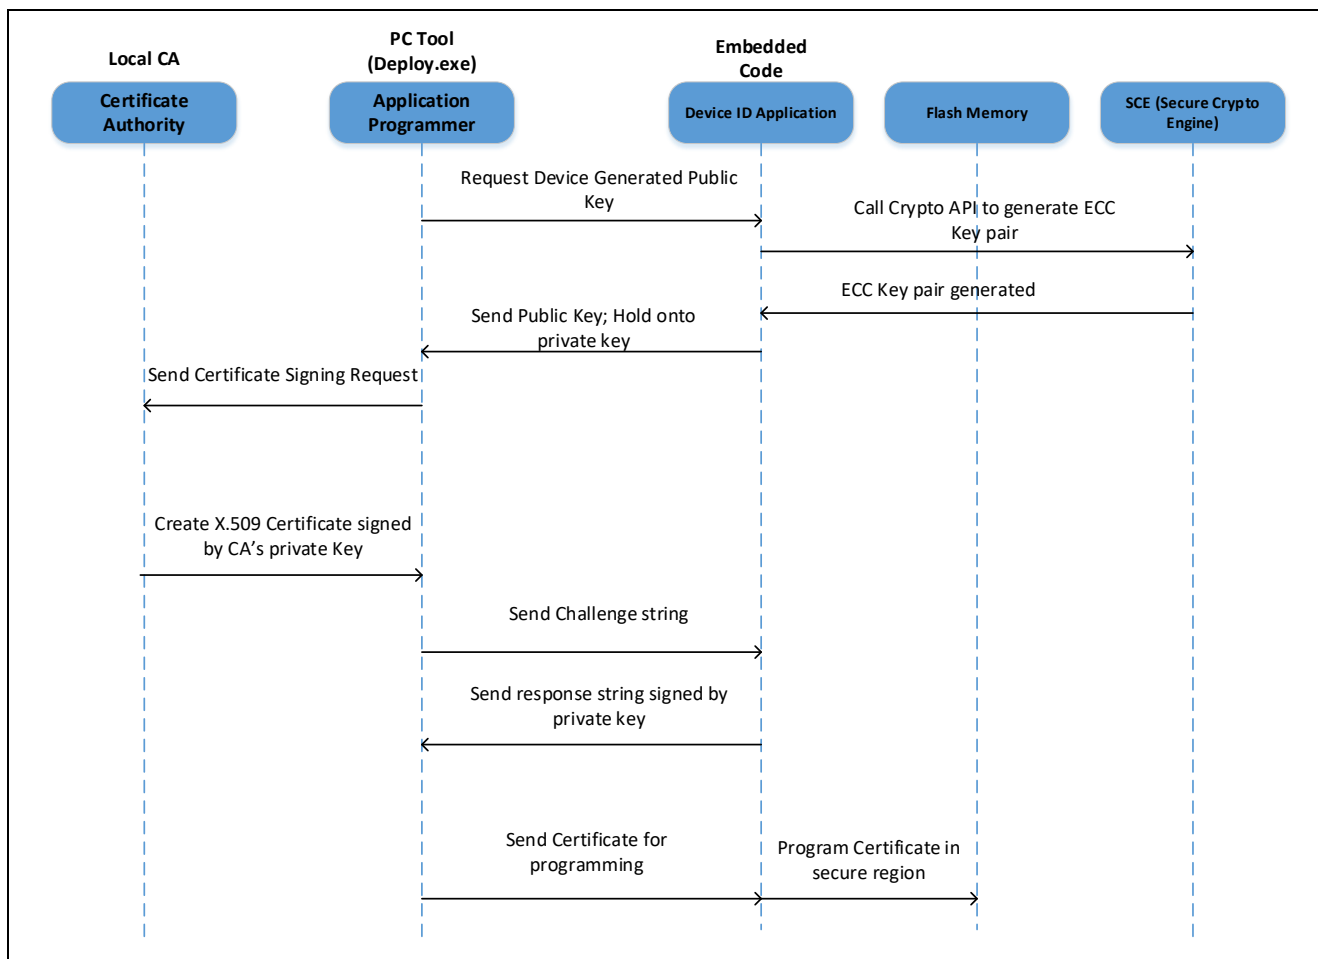 Local CA
PC Tool
(Deploy.exe)
Embedded
Code
Certificate
Authority
Application
Programmer
Device ID Application
Flash Memory
SCE (Secure Crypto
Engine)
Request Device Generated Public
Key
Call Crypto API to generate ECC
Key pair
ECC Key pair generated
Send Public Key; Hold onto
private key
Send Certificate Signing Request
Create X.509 Certificate signed
by CA’s private Key
Send Challenge string
Send response string signed by
private key
Send Certificate for
programming
Program Certificate in
secure region